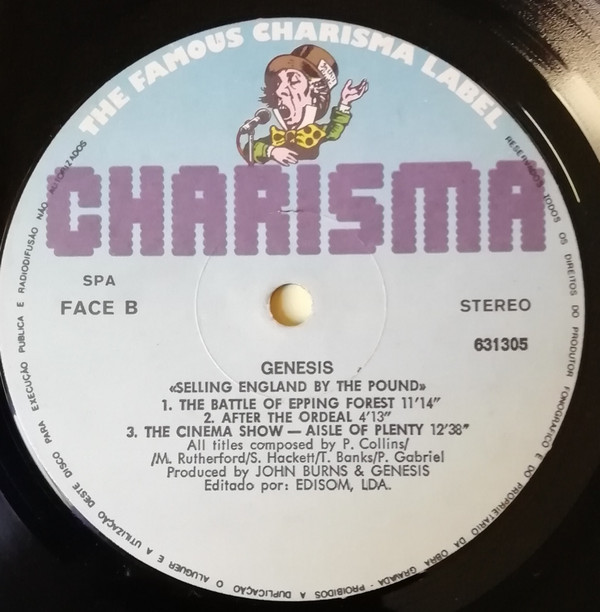 THE FAMOUS CHARISMA LABEL
CHARISMA
SPA
FACE B
STEREO
631305
GENESIS
«SELLING ENGLAND BY THE POUND»
1. THE BATTLE OF EPPING FOREST 11'14"
2. AFTER THE ORDEAL 4'13"
3. THE CINEMA SHOW — AISLE OF PLENTY 12'38"
All titles composed by P. Collins/
/M. Rutherford/S. Hackett/T. Banks/P. Gabriel
Produced by JOHN BURNS & GENESIS
Editado por: EDISOM, LDA.
RESERVADOS TODOS OS DIREITOS DO PRODUTOR FONOGRÁFICO E DO PROPRIETÁRIO DA OBRA GRAVADA - PROIBIDOS A DUPLICAÇÃO O ALUGUER E A UTILIZAÇÃO DESTE DISCO PARA EXECUÇÃO PUBLICA E RADIODIFUSÃO NÃO AUTORIZADOS